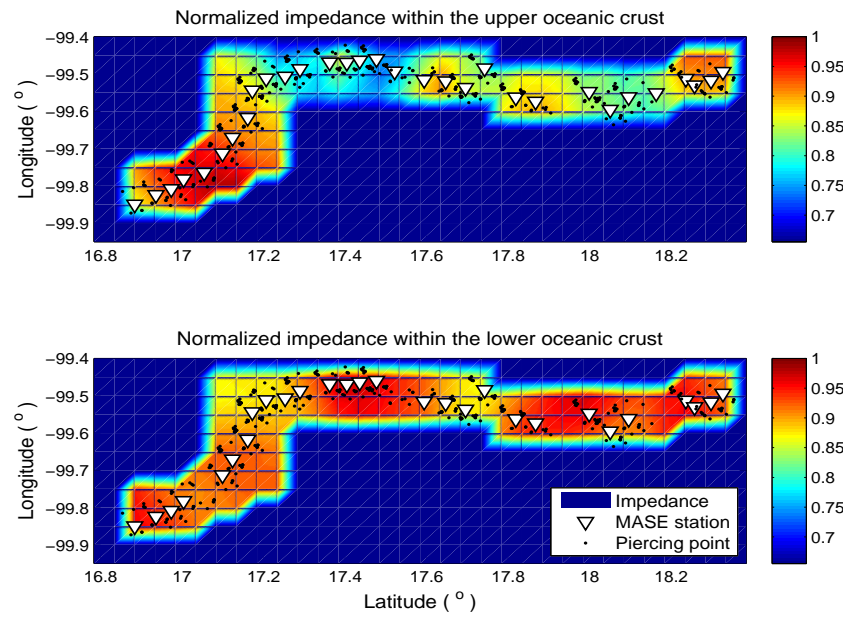 Normalized impedance within the upper oceanic crust
−99.4
−99.5
−99.6
−99.7
−99.8
−99.9
Longitude ( o )
16.8 17 17.2 17.4 17.6 17.8 18 18.2
1
0.95
0.9
0.85
0.8
0.75
0.7
Normalized impedance within the lower oceanic crust
−99.4
−99.5
−99.6
−99.7
−99.8
−99.9
Longitude ( o )
16.8 17 17.2 17.4 17.6 17.8 18 18.2
Latitude ( o )
Impedance
MASE station
Piercing point
1
0.95
0.9
0.85
0.8
0.75
0.7